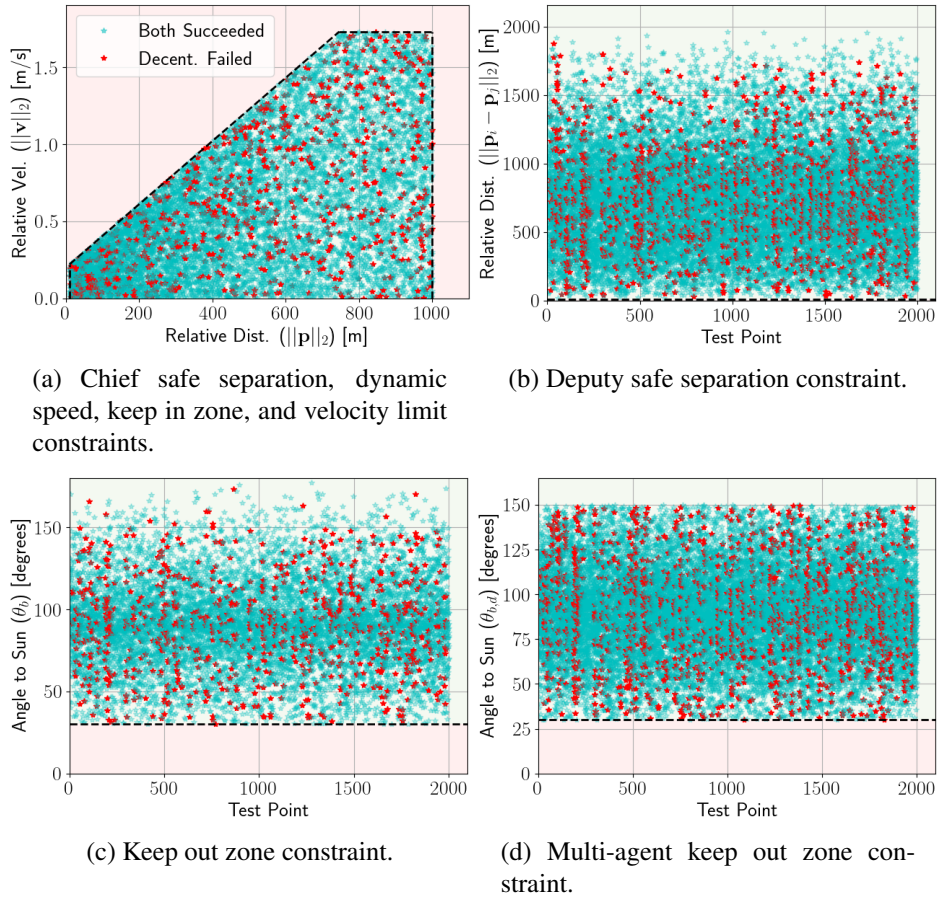 Both Succeeded
Decent. Failed
Relative Vel. (||v||₂) [m/s]
1.5
1.0
0.5
0.0
0 200 400 600 800 1000
Relative Dist. (||p||₂) [m]
(a) Chief safe separation, dynamic
speed, keep in zone, and velocity limit
constraints.
Relative Dist. (||pᵢ − pⱼ||₂) [m]
2000
1500
1000
500
0
0 500 1000 1500 2000
Test Point
(b) Deputy safe separation constraint.
Angle to Sun (θ_b) [degrees]
150
100
50
0
0 500 1000 1500 2000
Test Point
(c) Keep out zone constraint.
Angle to Sun (θ_{b,d}) [degrees]
150
125
100
75
50
25
0
0 500 1000 1500 2000
Test Point
(d) Multi-agent keep out zone con-
straint.